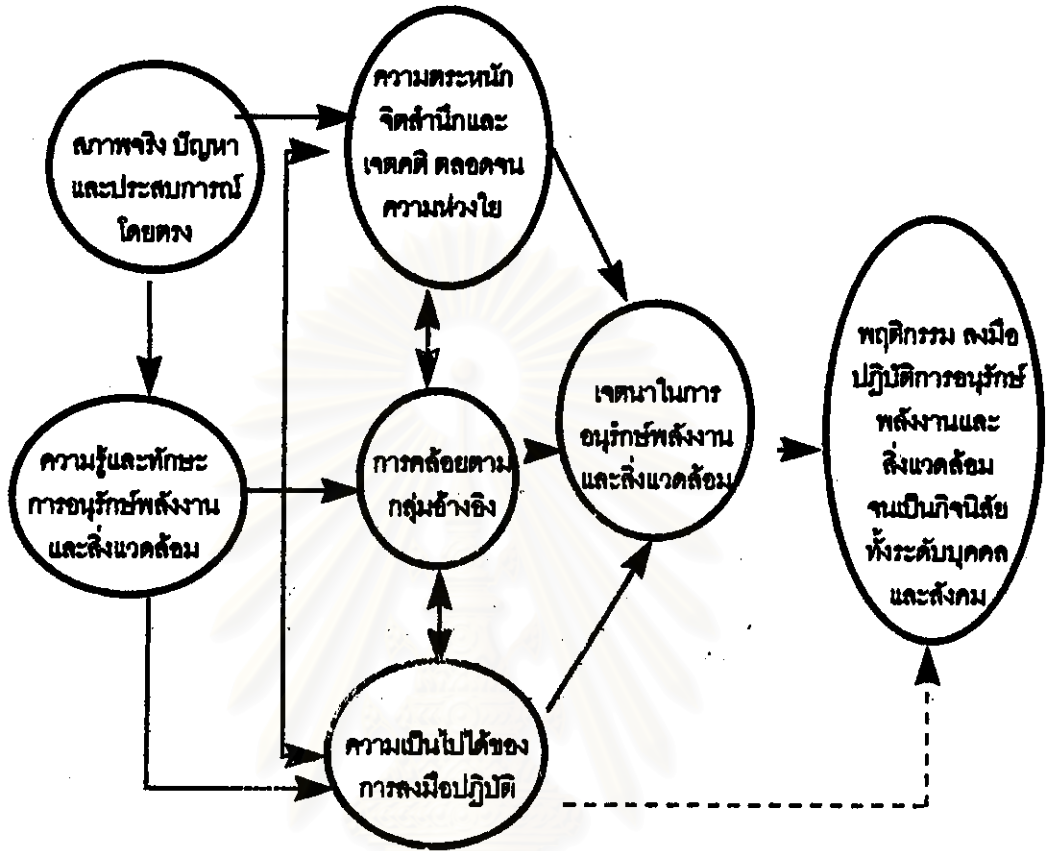 สภาพจริง ปัญหา
และประสบการณ์
โดยตรง
ความตระหนัก
จิตสำนึกและ
เจตคติ ตลอดจน
ความห่วงใย
ความรู้และทักษะ
การอนุรักษ์พลังงาน
และสิ่งแวดล้อม
การคล้อยตาม
กลุ่มอ้างอิง
ความเป็นไปได้ของ
การลงมือปฏิบัติ
เจตนาในการ
อนุรักษ์พลังงาน
และสิ่งแวดล้อม
พฤติกรรม ลงมือ
ปฏิบัติการอนุรักษ์
พลังงานและ
สิ่งแวดล้อม
จนเป็นกิจนิสัย
ทั้งระดับบุคคล
และสังคม